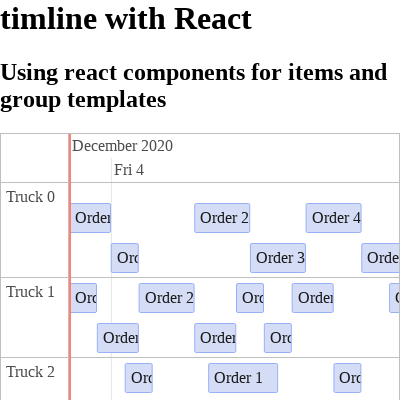 timline with React
Using react components for items and
group templates
December 2020
Fri 4
Truck 0
Order
Order 2
Order 4
Orc
Order 3
Orde
Truck 1
Orc
Order 2
Orc
Order
Order
Order
Orc
Truck 2
Orc
Order 1
Orc